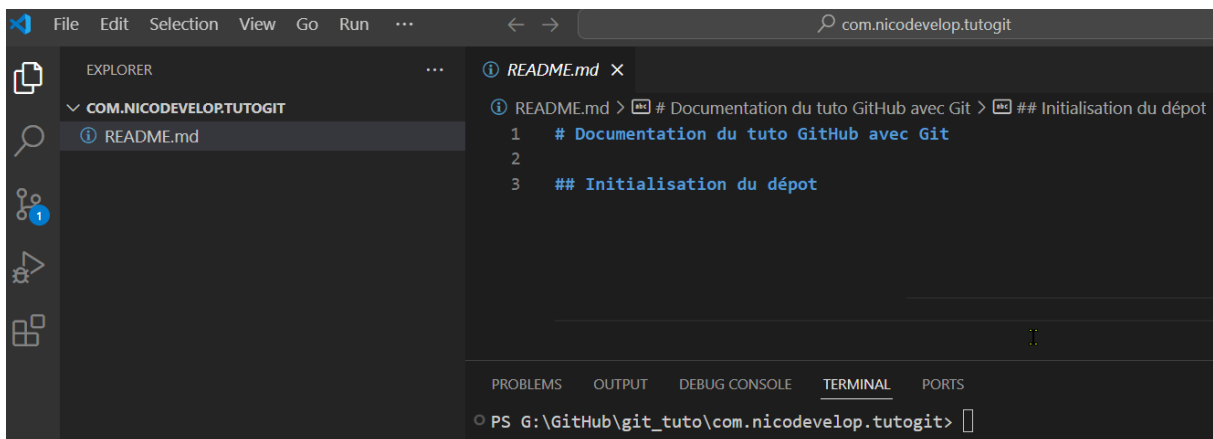 File Edit Selection View Go Run ··· ← → com.nicodevelop.tutogit
EXPLORER ···
COM.NICODEVELOP.TUTOGIT
README.md
1
README.md ×
README.md > # Documentation du tuto GitHub avec Git > ## Initialisation du dépot
1 # Documentation du tuto GitHub avec Git
2
3 ## Initialisation du dépot
PROBLEMS OUTPUT DEBUG CONSOLE TERMINAL PORTS
PS G:\GitHub\git_tuto\com.nicodevelop.tutogit>